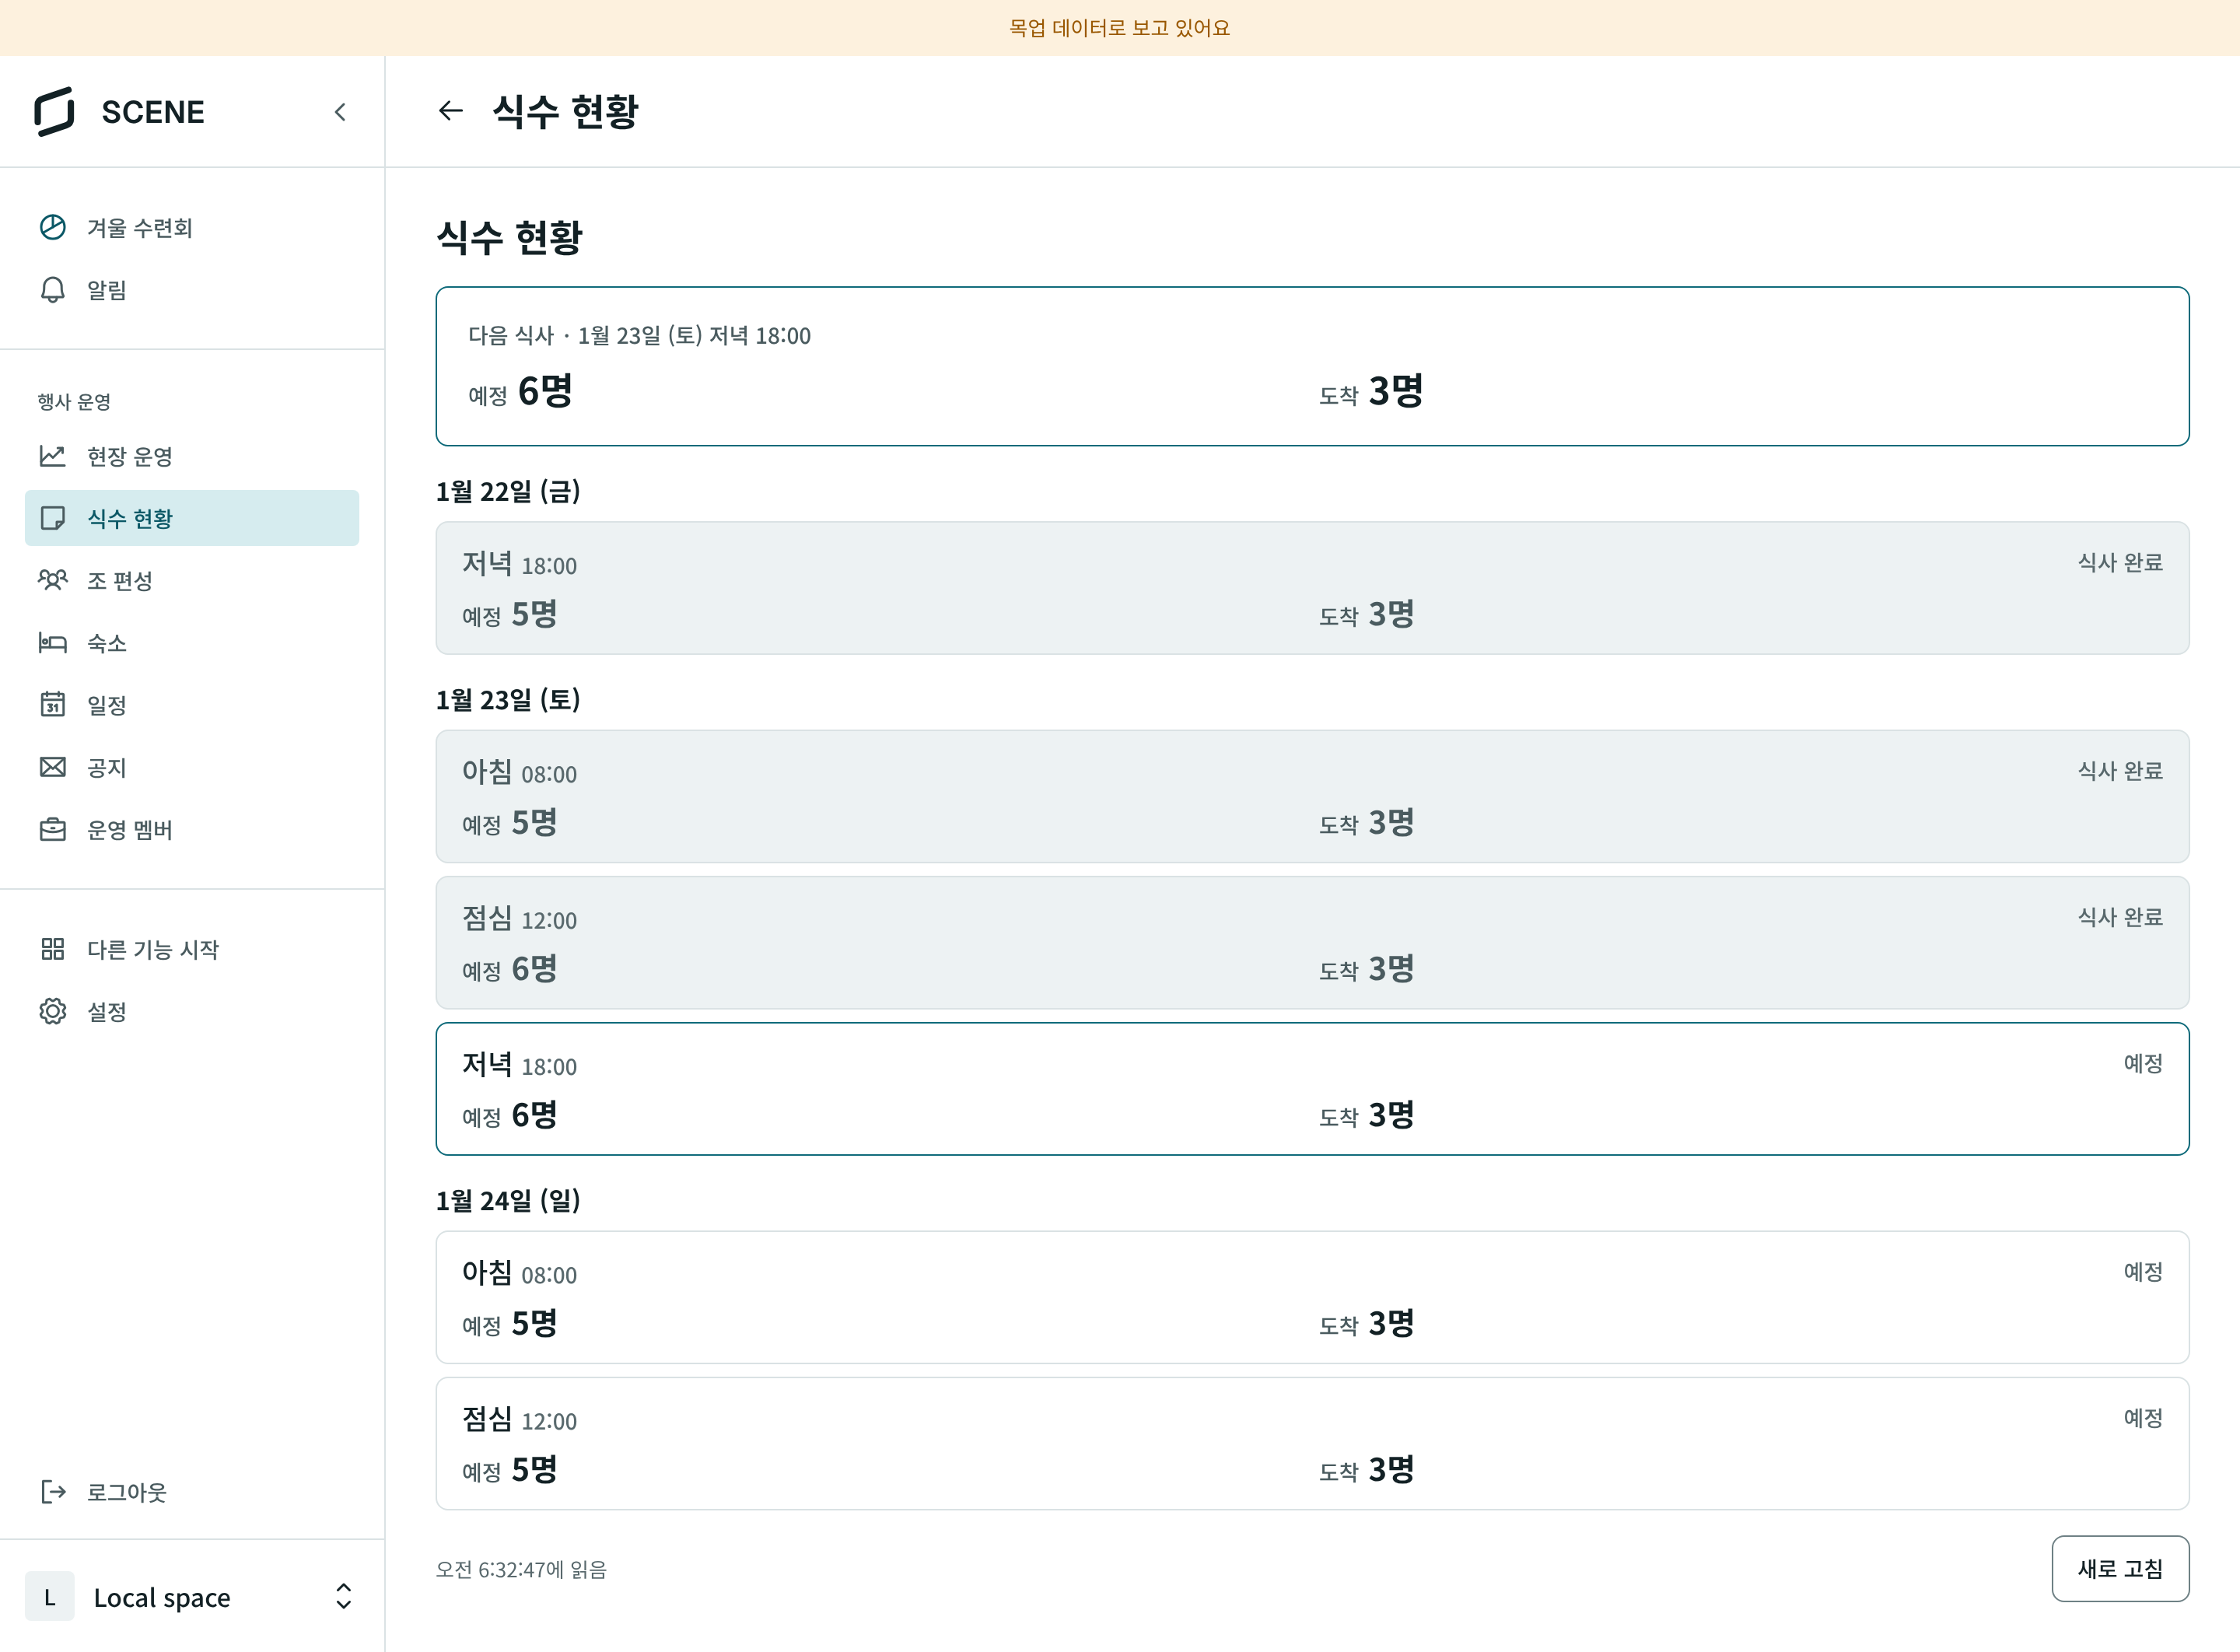 목업 데이터로 보고 있어요
SCENE
식수 현황
겨울 수련회
알림
행사 운영
현장 운영
식수 현황
조 편성
숙소
31
일정
공지
운영 멤버
다른 기능 시작
설정
로그아웃
L Local space
식수 현황
다음 식사 · 1월 23일 (토) 저녁 18:00
예정 6명 도착 3명
1월 22일 (금)
저녁 18:00 식사 완료
예정 5명 도착 3명
1월 23일 (토)
아침 08:00 식사 완료
예정 5명 도착 3명
점심 12:00 식사 완료
예정 6명 도착 3명
저녁 18:00 예정
예정 6명 도착 3명
1월 24일 (일)
아침 08:00 예정
예정 5명 도착 3명
점심 12:00 예정
예정 5명 도착 3명
오전 6:32:47에 읽음 새로 고침